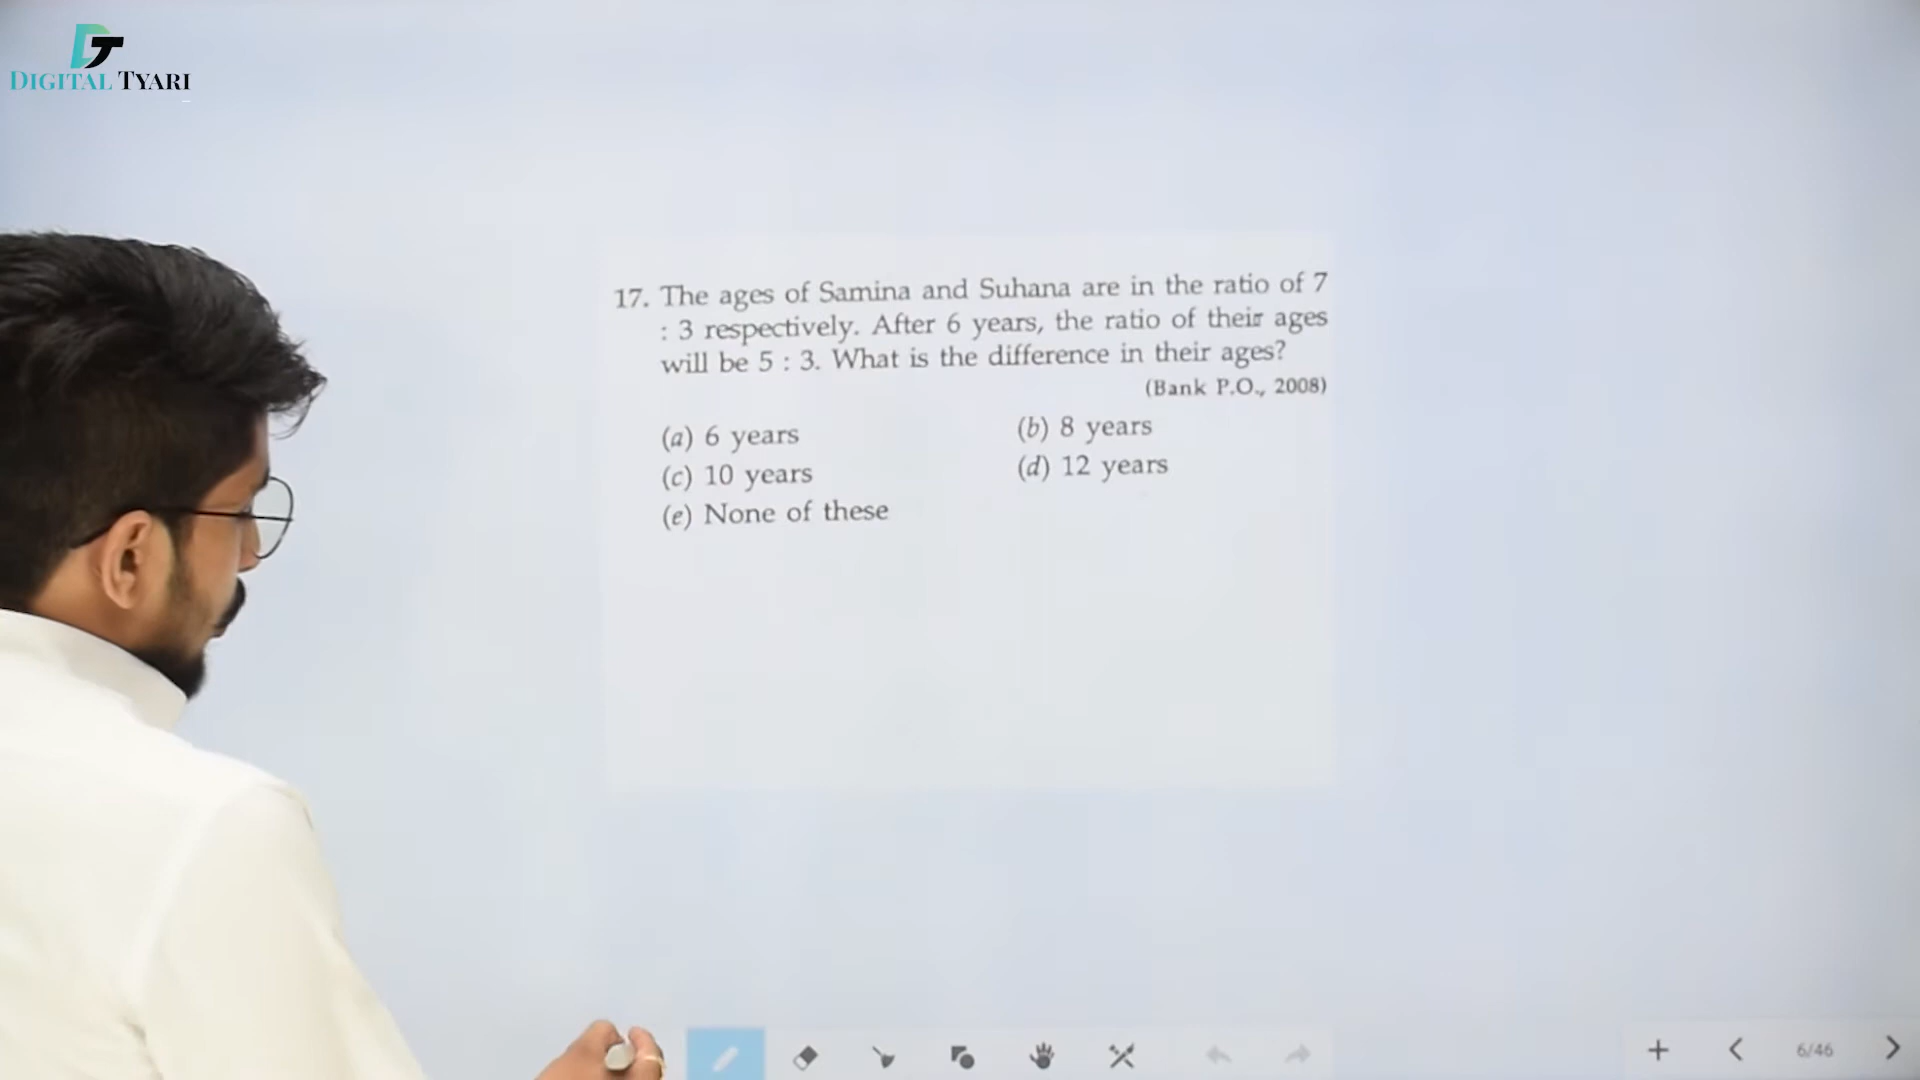 DIGITAL TYARI
17. The ages of Samina and Suhana are in the ratio of 7
: 3 respectively. After 6 years, the ratio of their ages
will be 5 : 3. What is the difference in their ages?
(Bank P.O., 2008)
(a) 6 years (b) 8 years
(c) 10 years (d) 12 years
(e) None of these
6/46